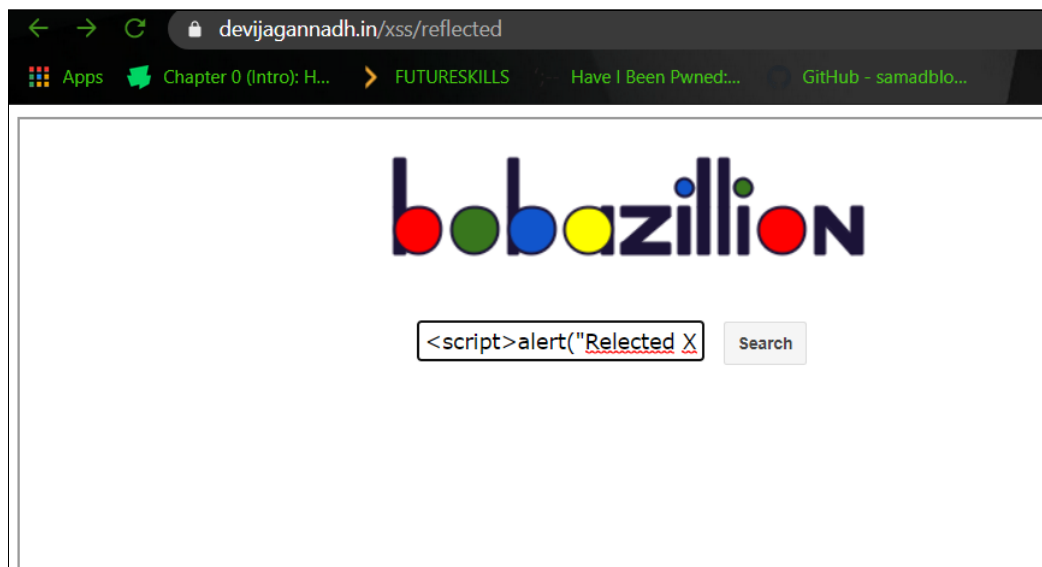 devijagannadh.in/xss/reflected
Apps Chapter 0 (Intro): H... FUTURESKILLS Have I Been Pwned:... GitHub - samadblo...
bobazillion
<script>alert("Relected X Search